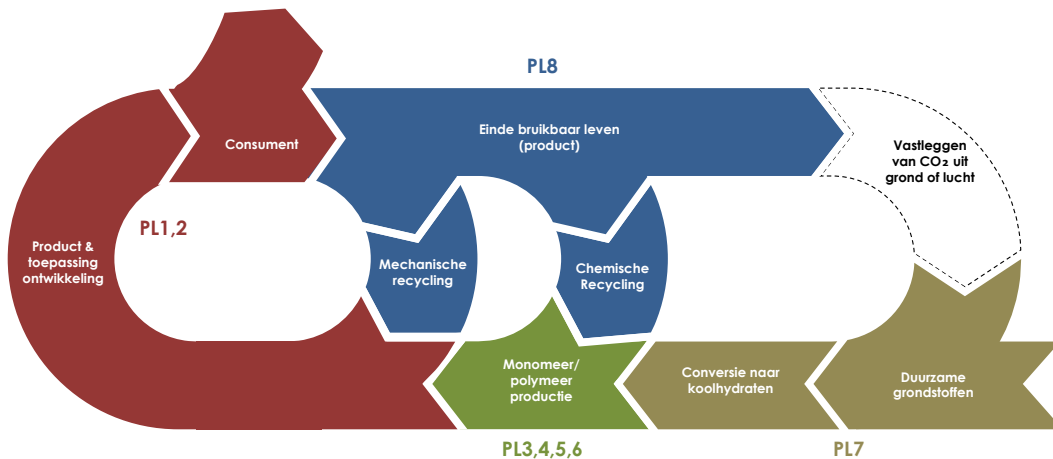 PL8
Consument
Einde bruikbaar leven
(product)
Vastleggen
van CO₂ uit
grond of lucht
PL1,2
Product &
toepassing
ontwikkeling
Mechanische
recycling
Chemische
Recycling
Monomeer/
polymeer
productie
Conversie naar
koolhydraten
Duurzame
grondstoffen
PL3,4,5,6
PL7